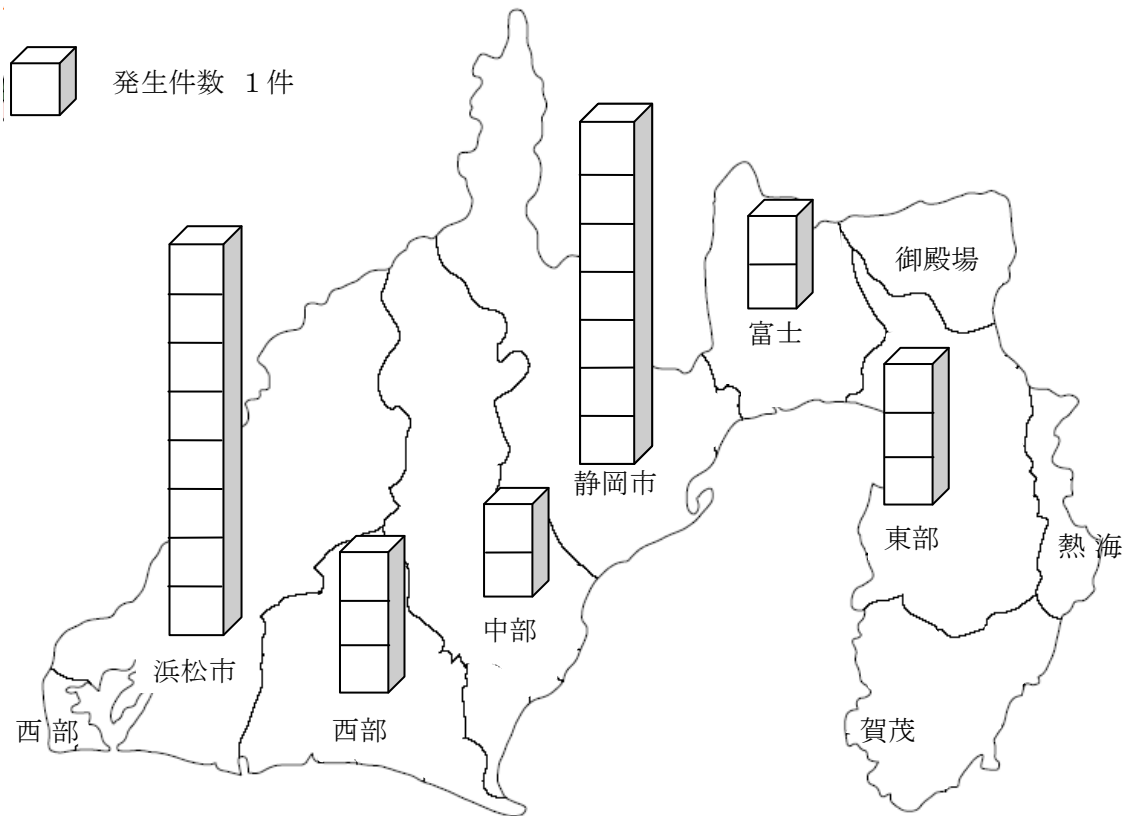 発生件数 1件
御殿場
富士
静岡市
東部
熱海
中部
浜松市
西部
西部
賀茂